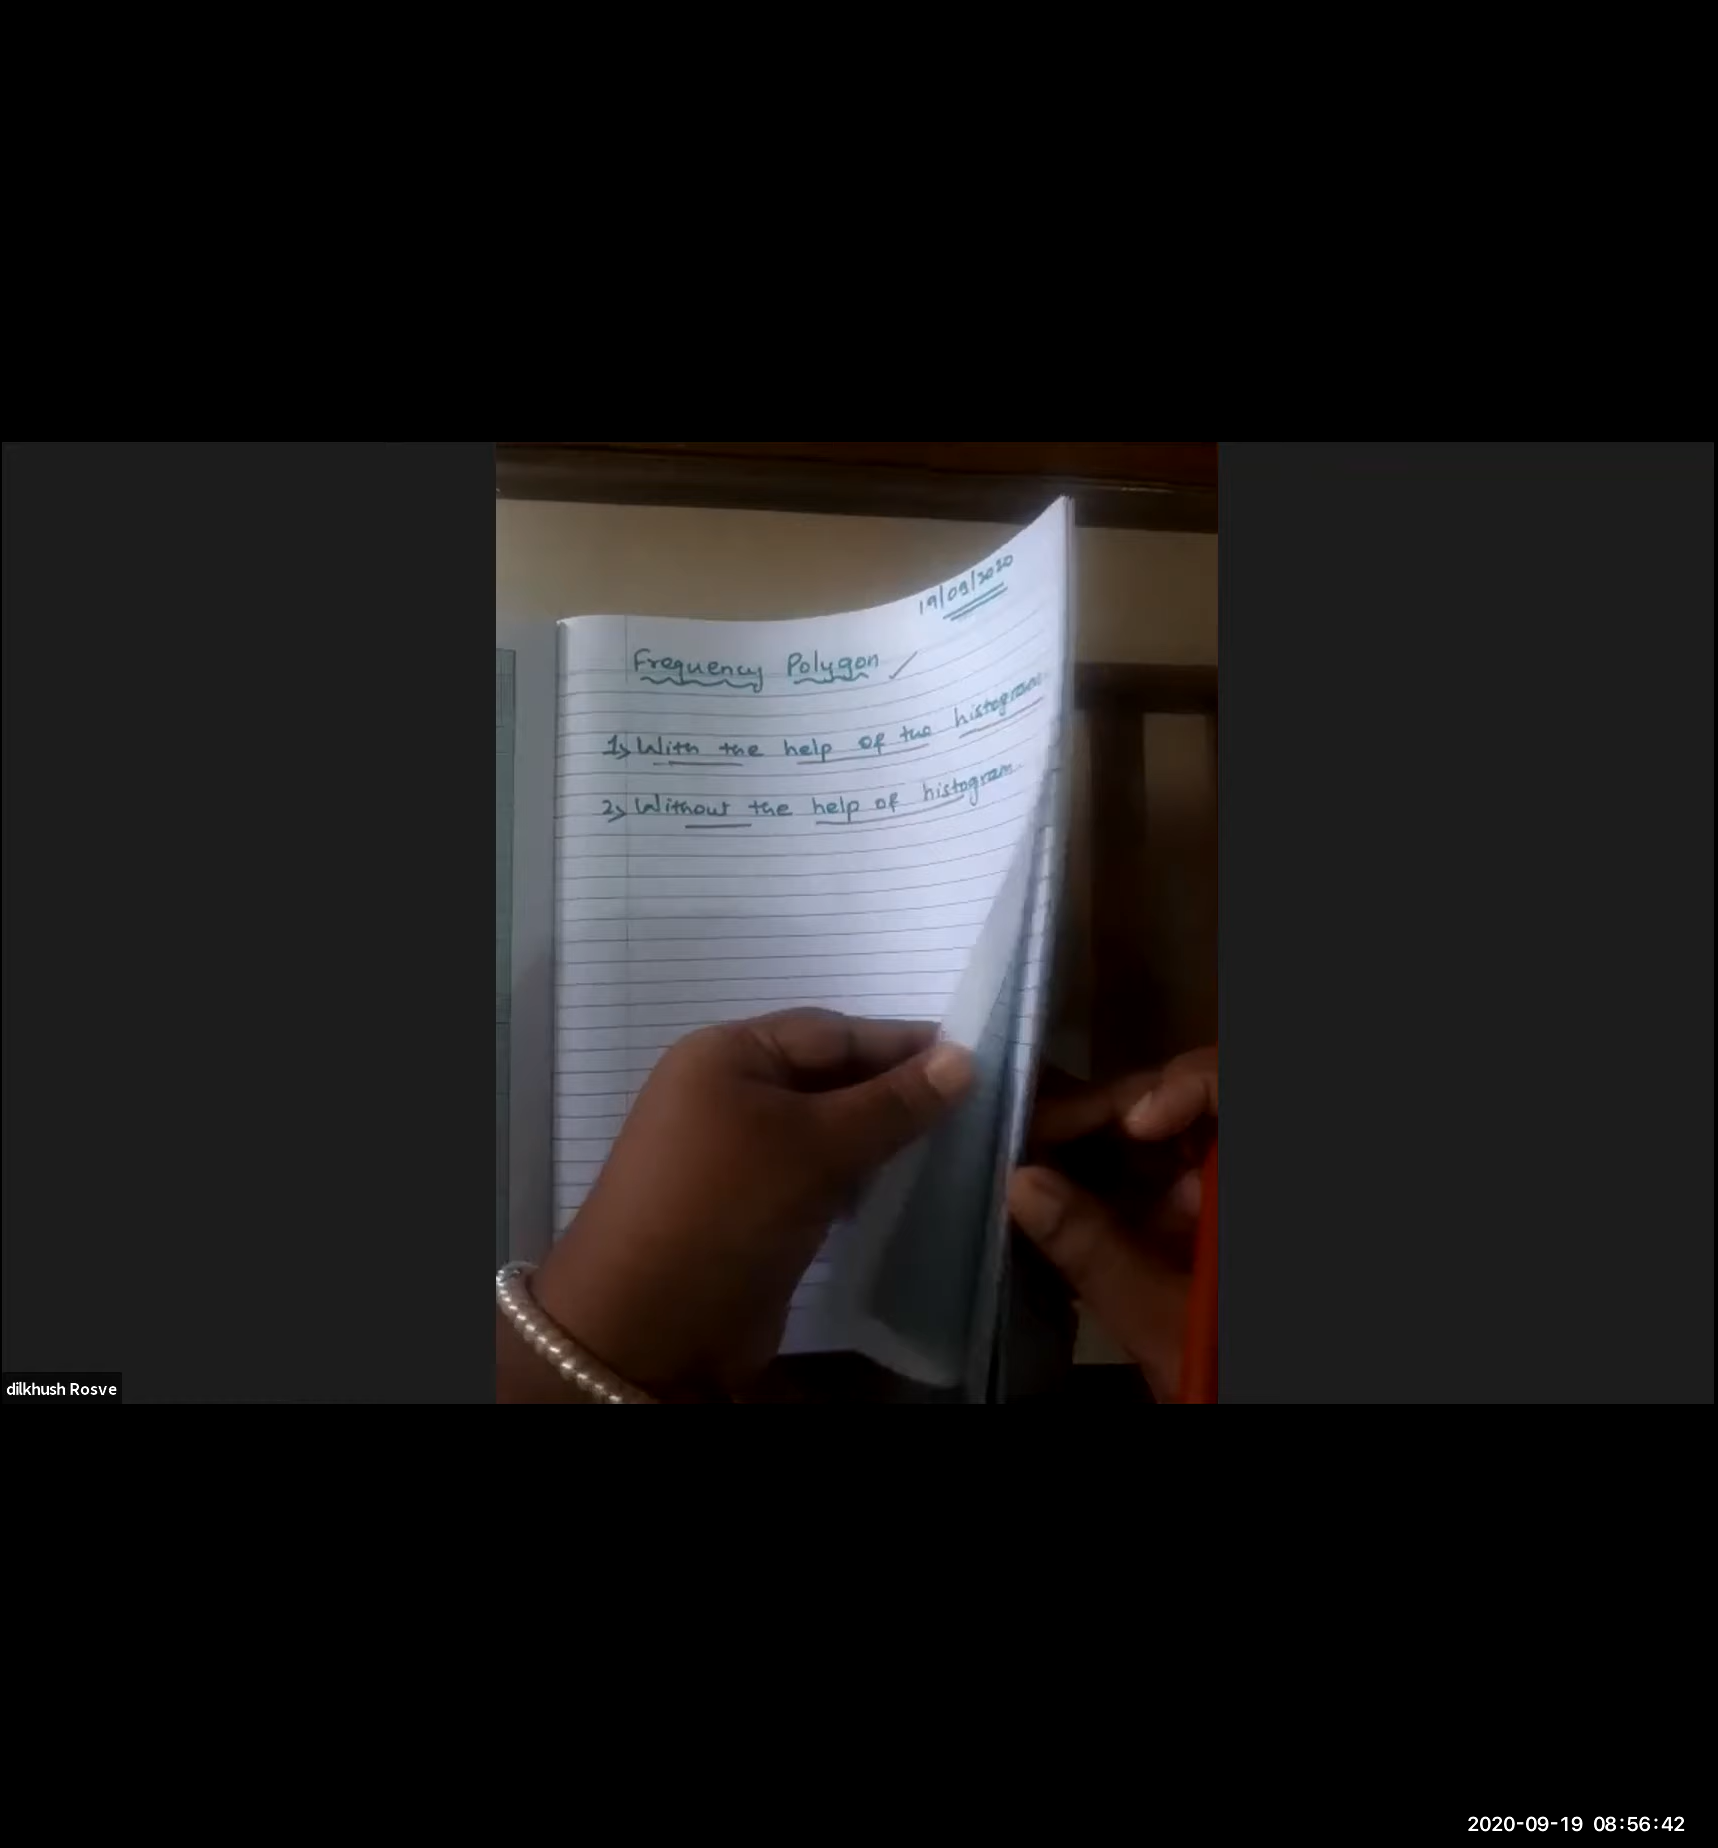 19/09/2020
Frequency Polygon
1> With the help of the histogram.
2> Without the help of histogram.
dilkhush Rosve
2020-09-19 08:56:42